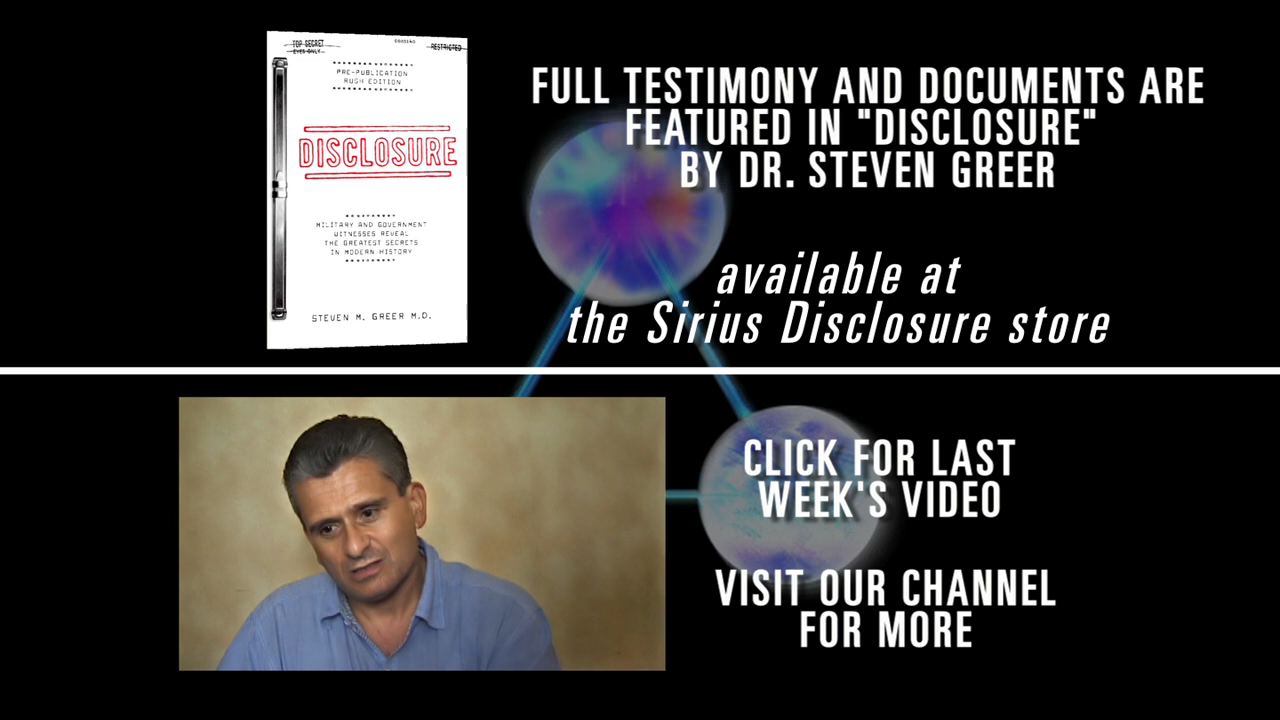 TOP SECRET
EYES ONLY
RESTRICTED
PRE-PUBLICATION
RUSH EDITION
DISCLOSURE
MILITARY AND GOVERNMENT
WITNESSES REVEAL
THE GREATEST SECRETS
IN MODERN HISTORY
STEVEN M. GREER M.D.
FULL TESTIMONY AND DOCUMENTS ARE
FEATURED IN "DISCLOSURE"
BY DR. STEVEN GREER
available at
the Sirius Disclosure store
CLICK FOR LAST
WEEK'S VIDEO
VISIT OUR CHANNEL
FOR MORE